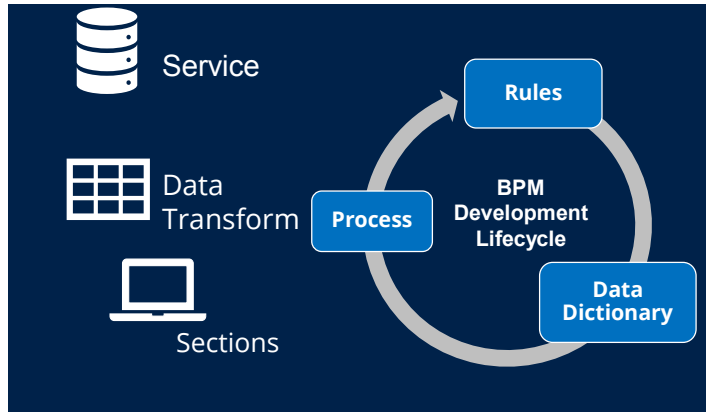 Service
Data
Transform
Sections
Rules
BPM
Development
Lifecycle
Process
Data
Dictionary